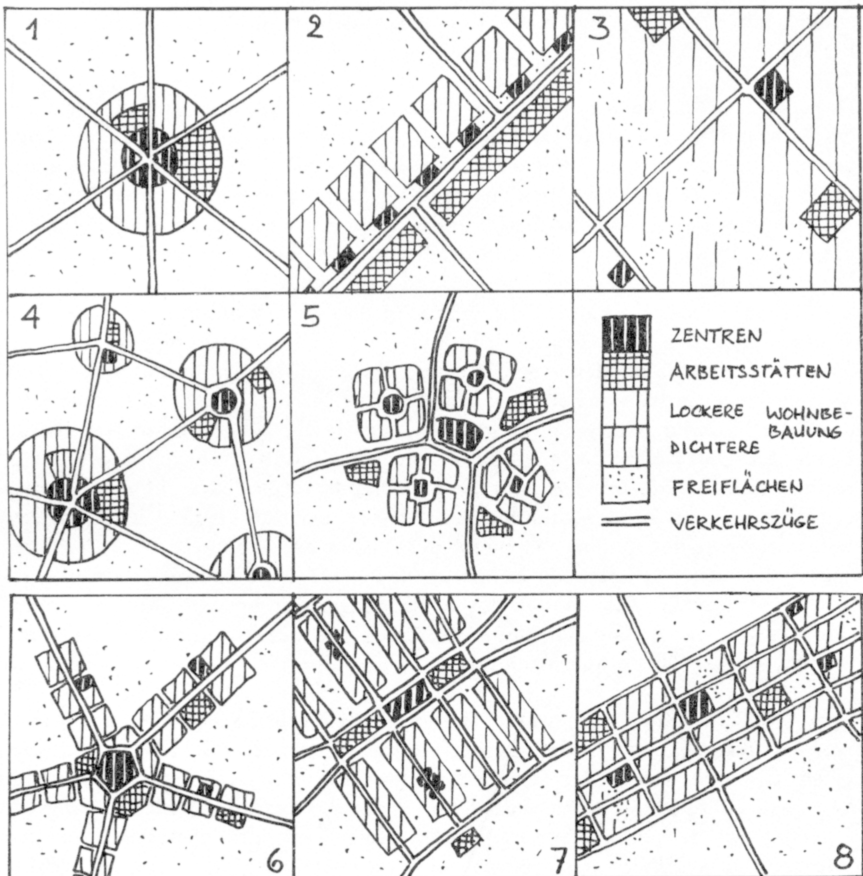 1
2
3
4
5
ZENTREN
ARBEITSSTÄTTEN
LOCKERE WOHNBE-
BAUUNG
DICHTERE
FREIFLÄCHEN
VERKEHRSZÜGE
6
7
8